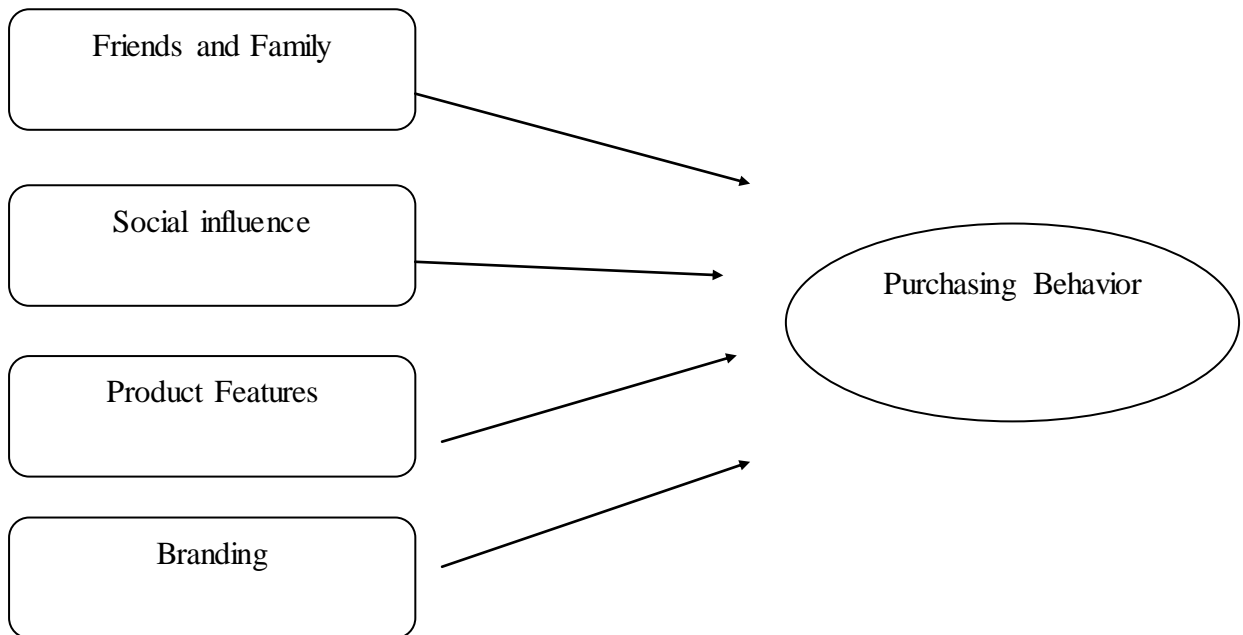 Friends and Family
Social influence
Purchasing Behavior
Product Features
Branding